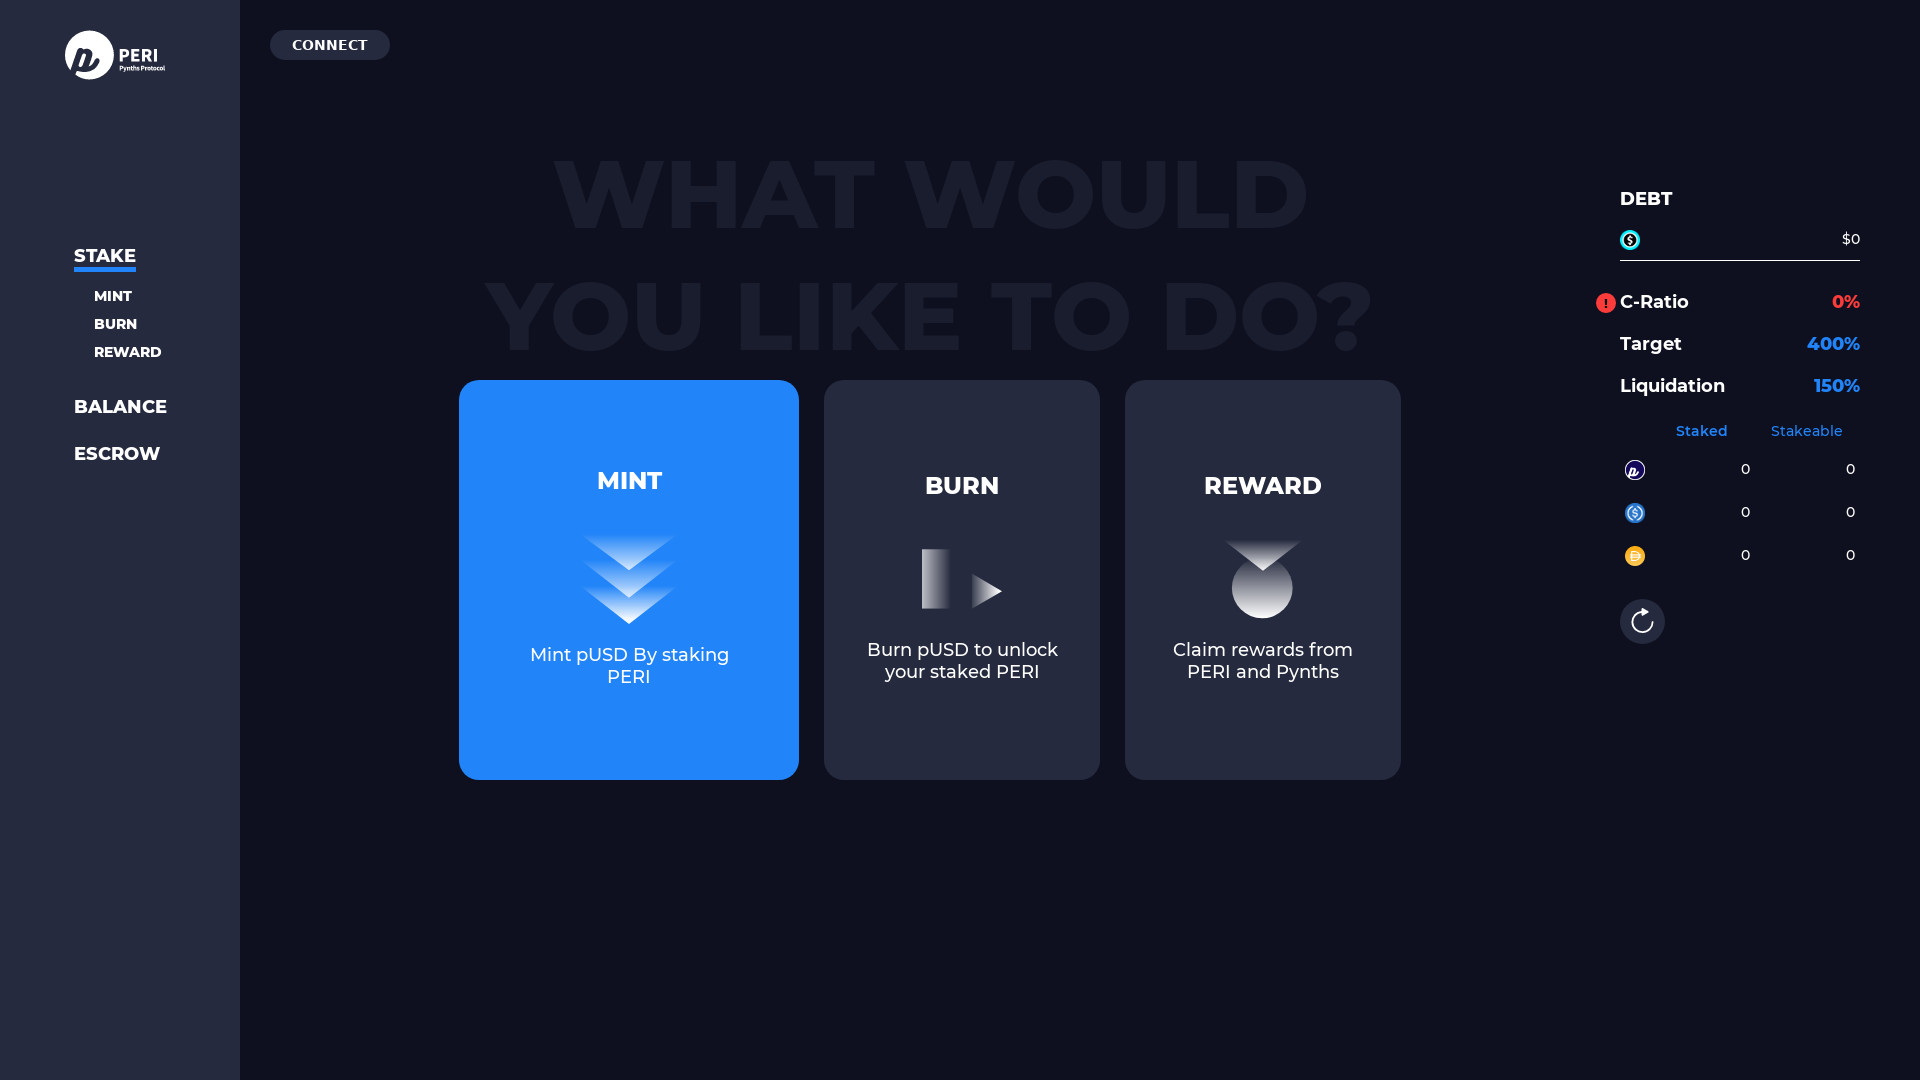 PERI
Pynths Protocol
STAKE
MINT
BURN
REWARD
BALANCE
ESCROW
CONNECT
WHAT WOULD
YOU LIKE TO DO?
MINT
Mint pUSD By staking
PERI
BURN
Burn pUSD to unlock
your staked PERI
REWARD
Claim rewards from
PERI and Pynths
DEBT
$0
C-Ratio 0%
Target 400%
Liquidation 150%
Staked Stakeable
0 0
0 0
0 0